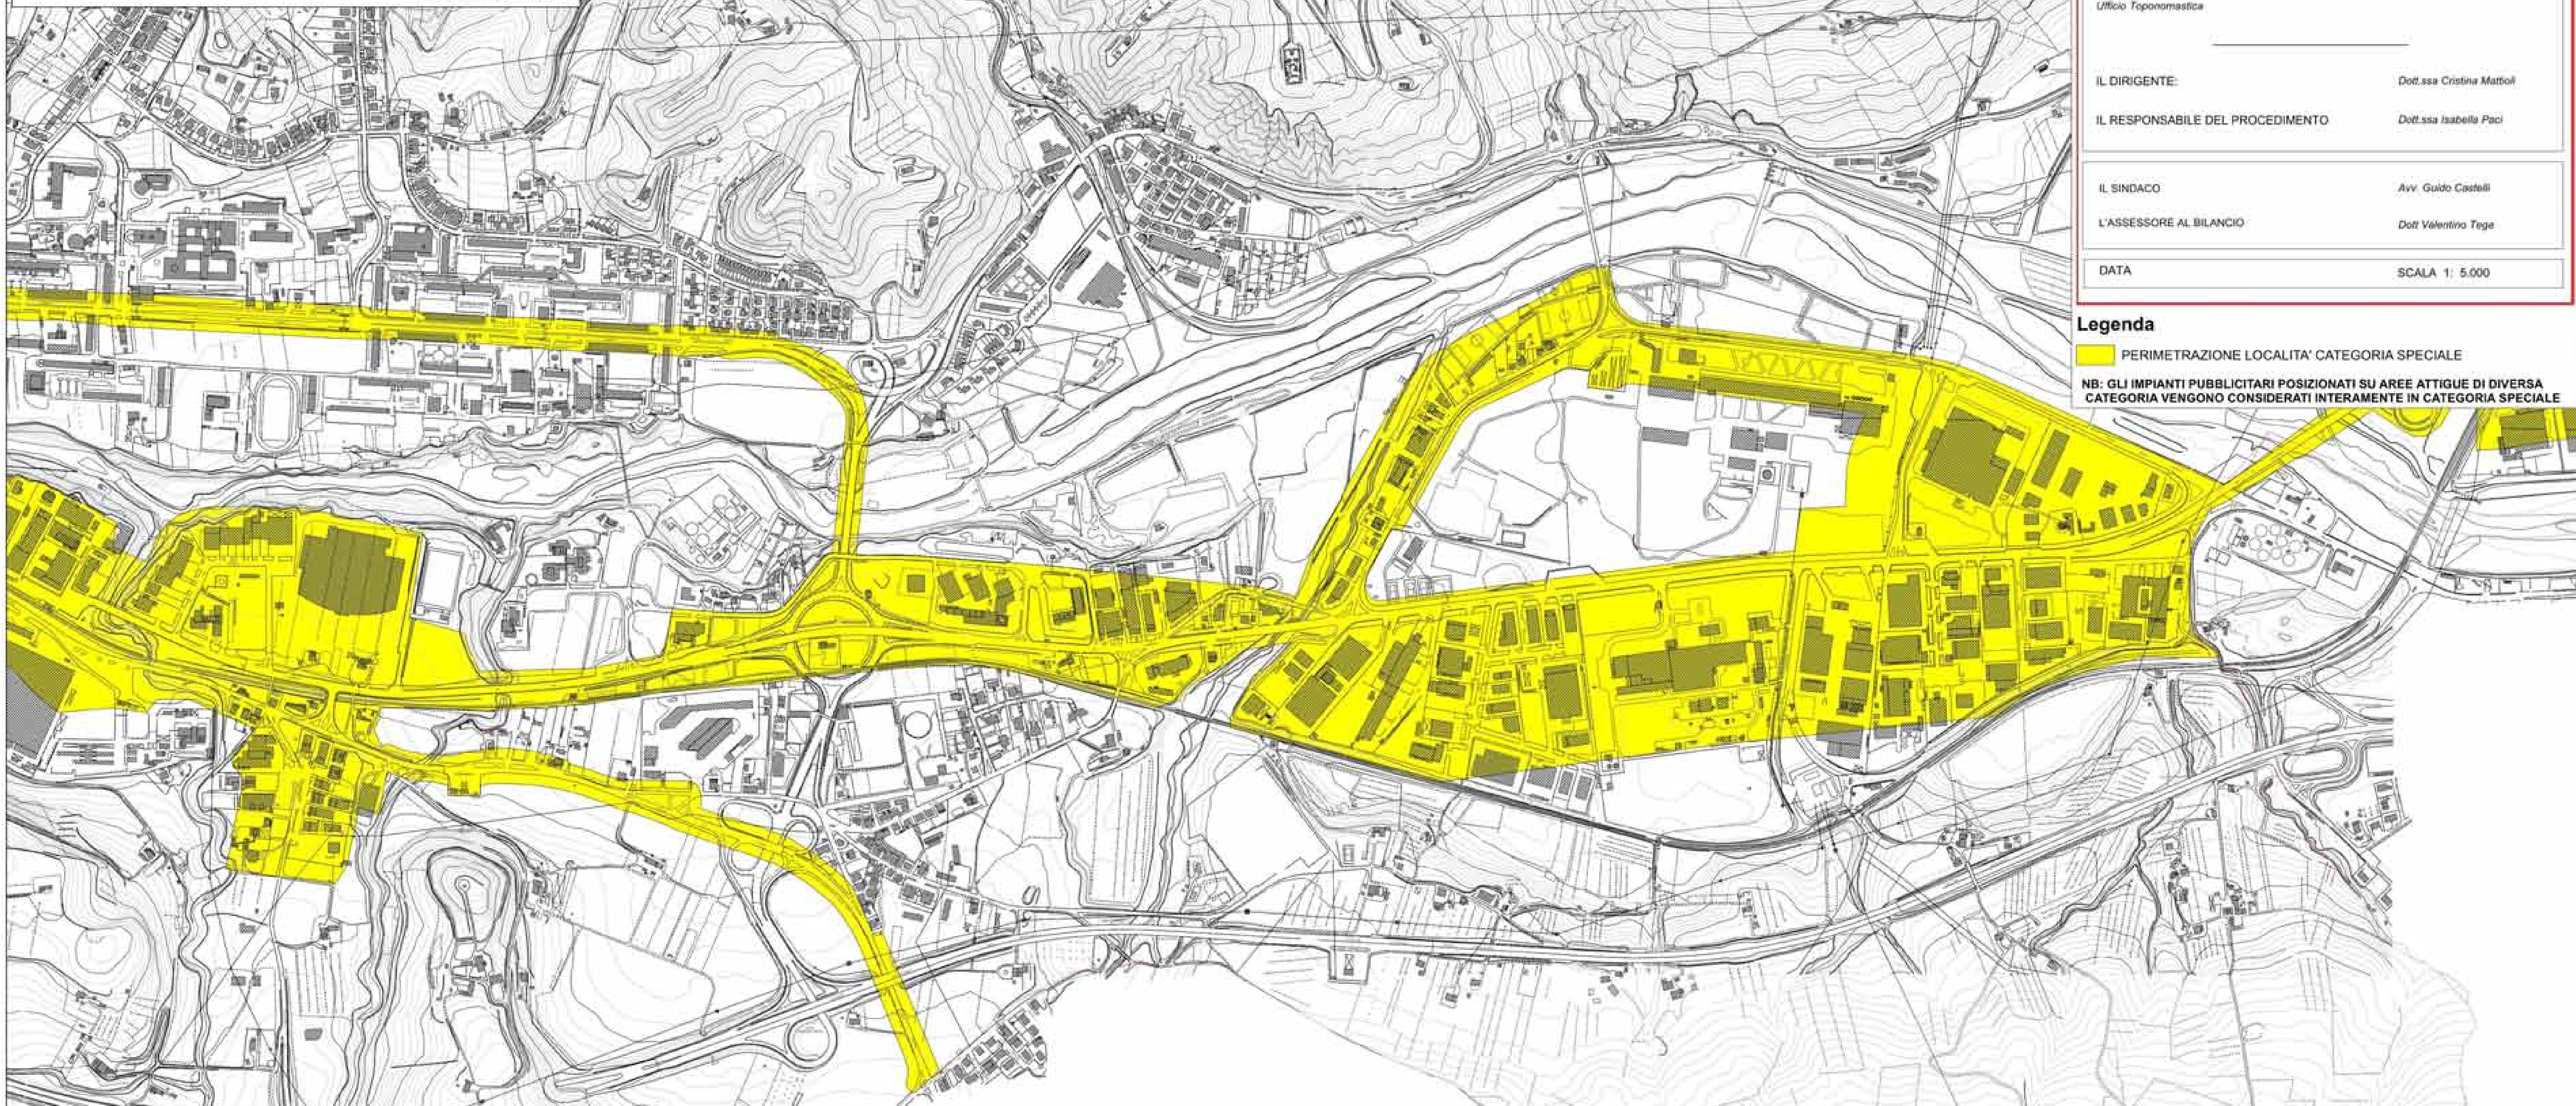 Ufficio Toponomastica
IL DIRIGENTE: Dott.ssa Cristina Mattioli
IL RESPONSABILE DEL PROCEDIMENTO Dott.ssa Isabella Paci
IL SINDACO Avv. Guido Castelli
L'ASSESSORE AL BILANCIO Dott Valentino Tega
DATA SCALA 1: 5.000
Legenda
PERIMETRAZIONE LOCALITA' CATEGORIA SPECIALE
NB: GLI IMPIANTI PUBBLICITARI POSIZIONATI SU AREE ATTIGUE DI DIVERSA
CATEGORIA VENGONO CONSIDERATI INTERAMENTE IN CATEGORIA SPECIALE